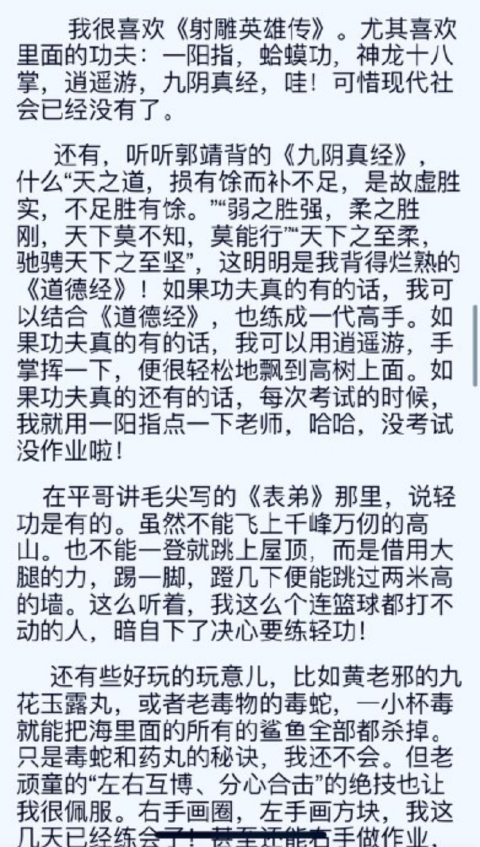 我很喜欢《射雕英雄传》。尤其喜欢
里面的功夫：一阳指，蛤蟆功，神龙十八
掌，逍遥游，九阴真经，哇！可惜现代社
会已经没有了。
还有，听听郭靖背的《九阴真经》，
什么“天之道，损有馀而补不足，是故虚胜
实，不足胜有馀。”“弱之胜强，柔之胜
刚，天下莫不知，莫能行”“天下之至柔，
驰骋天下之至坚”，这明明是我背得烂熟的
《道德经》！如果功夫真的有的话，我可
以结合《道德经》，也练成一代高手。如
果功夫真的有的话，我可以用逍遥游，手
掌挥一下，便很轻松地飘到高树上面。如
果功夫真的还有的话，每次考试的时候，
我就用一阳指点一下老师，哈哈，没考试
没作业啦！
在平哥讲毛尖写的《表弟》那里，说轻
功是有的。虽然不能飞上千峰万仞的高
山。也不能一登就跳上屋顶，而是借用大
腿的力，踢一脚，蹬几下便能跳过两米高
的墙。这么听着，我这么个连篮球都打不
动的人，暗自下了决心要练轻功！
还有些好玩的玩意儿，比如黄老邪的九
花玉露丸，或者老毒物的毒蛇，一小杯毒
就能把海里面的所有的鲨鱼全部都杀掉。
只是毒蛇和药丸的秘诀，我还不会。但老
顽童的“左右互博、分心合击”的绝技也让
我很佩服。右手画圈，左手画方块，我这
几天已经练会了！甚至还能右手做作业，